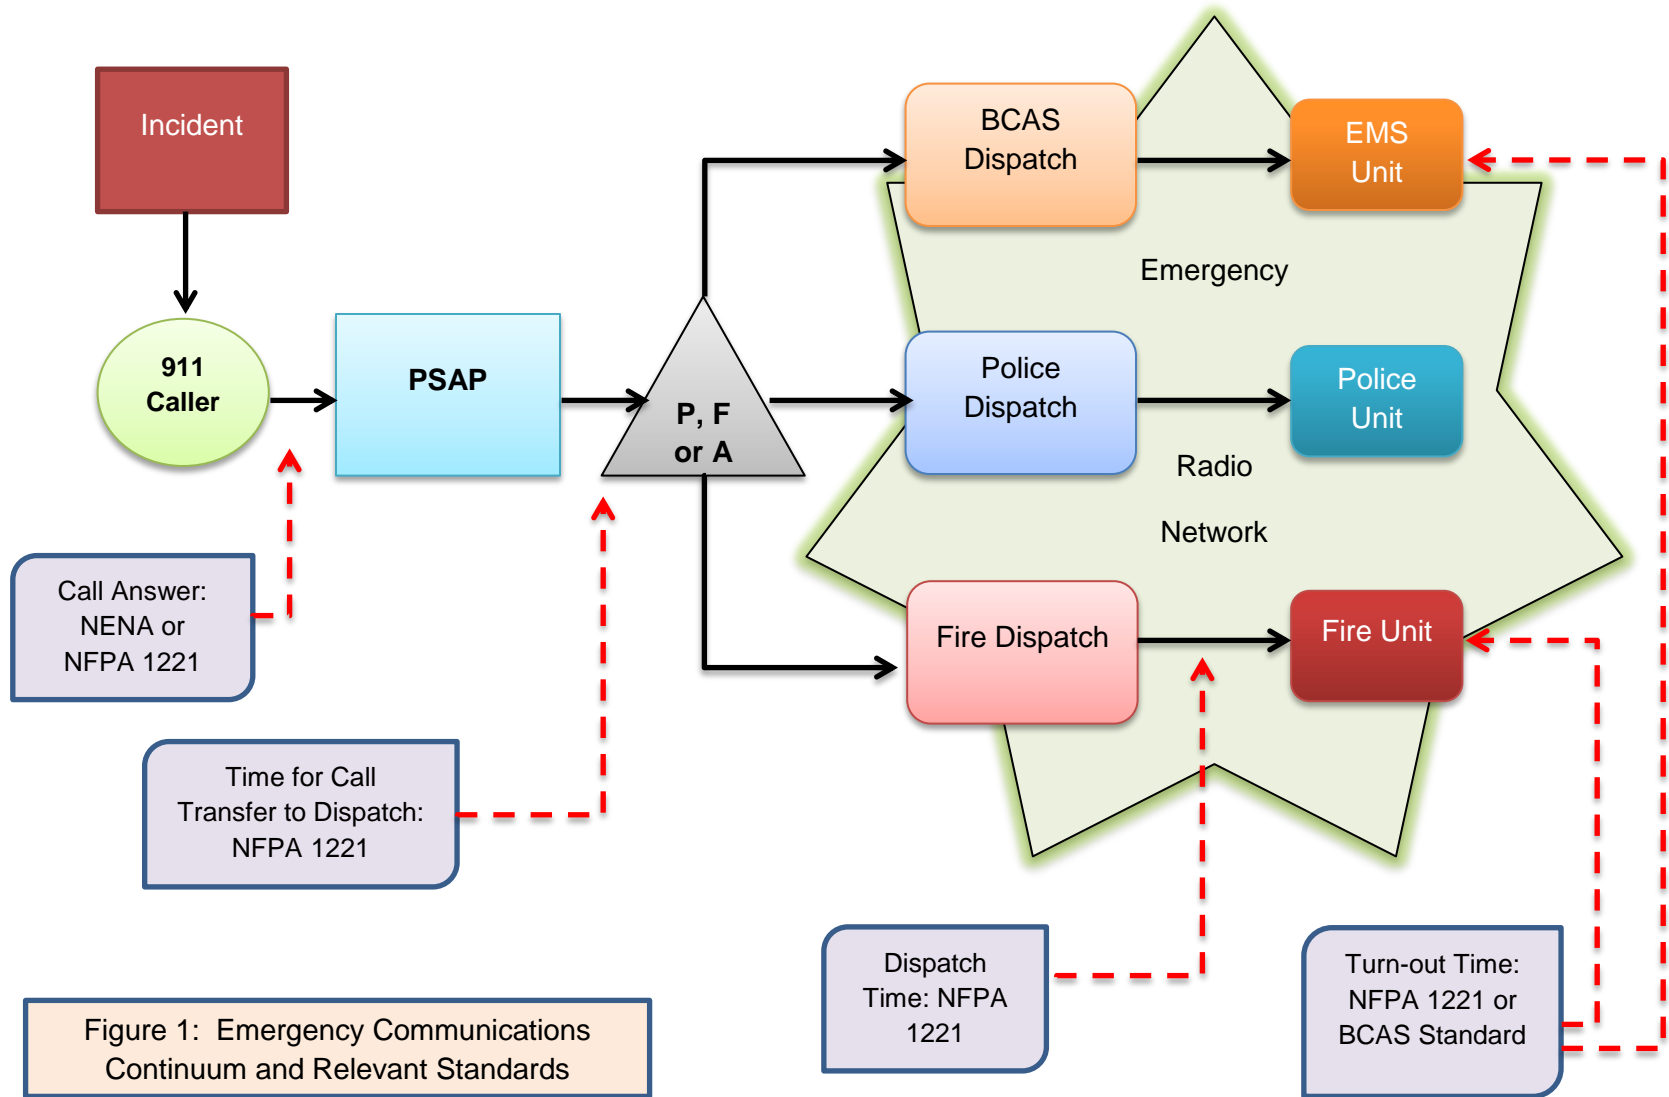 Incident
911
Caller
PSAP
P, F
or A
BCAS
Dispatch
EMS
Unit
Emergency
Police
Dispatch
Police
Unit
Radio
Network
Fire Dispatch
Fire Unit
Call Answer:
NENA or
NFPA 1221
Time for Call
Transfer to Dispatch:
NFPA 1221
Dispatch
Time: NFPA
1221
Turn-out Time:
NFPA 1221 or
BCAS Standard
Figure 1:  Emergency Communications
Continuum and Relevant Standards